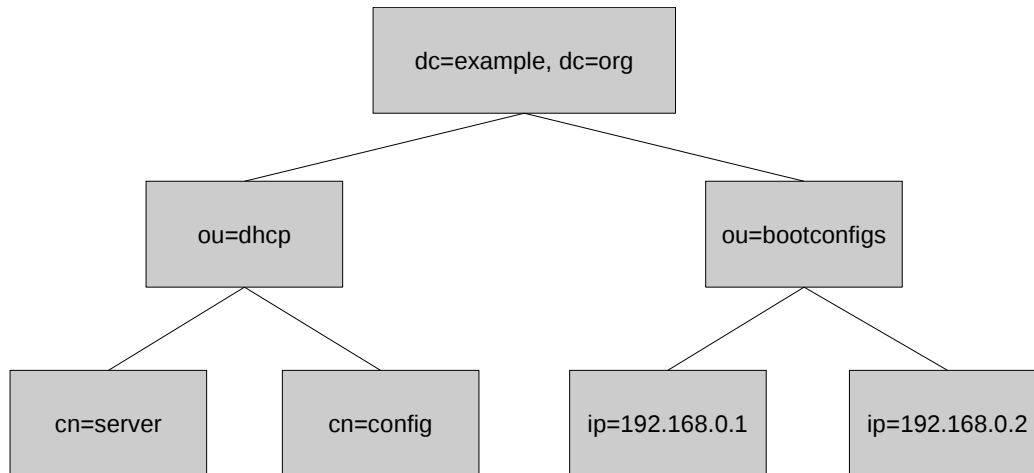 dc=example, dc=org
ou=dhcp
ou=bootconfigs
cn=server
cn=config
ip=192.168.0.1
ip=192.168.0.2